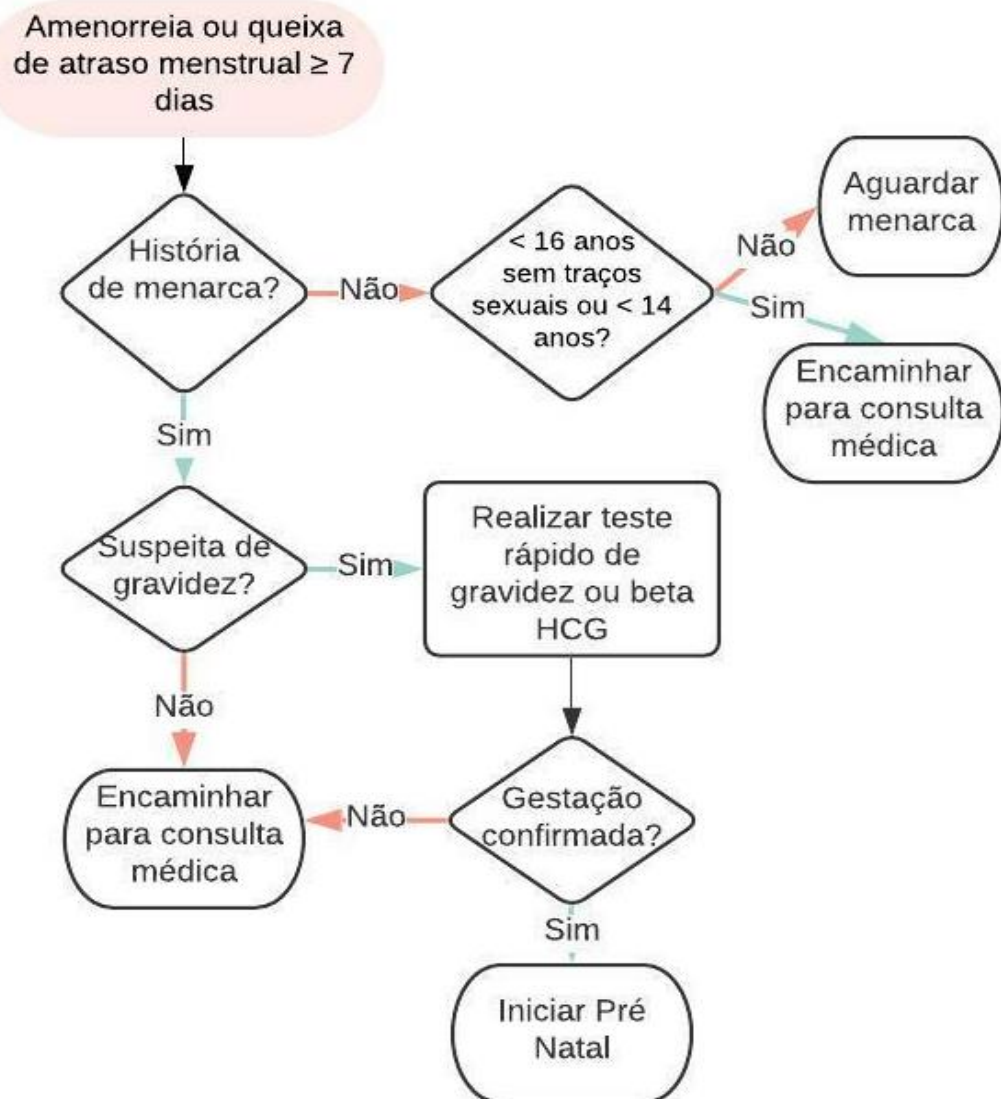 Amenorreia ou queixa
de atraso menstrual ≥ 7
dias
História
de menarca?
Não
< 16 anos
sem traços
sexuais ou < 14
anos?
Não
Aguardar
menarca
Sim
Encaminhar
para consulta
médica
Sim
Suspeita de
gravidez?
Sim
Realizar teste
rápido de
gravidez ou beta
HCG
Não
Encaminhar
para consulta
médica
Não
Gestação
confirmada?
Sim
Iniciar Pré
Natal